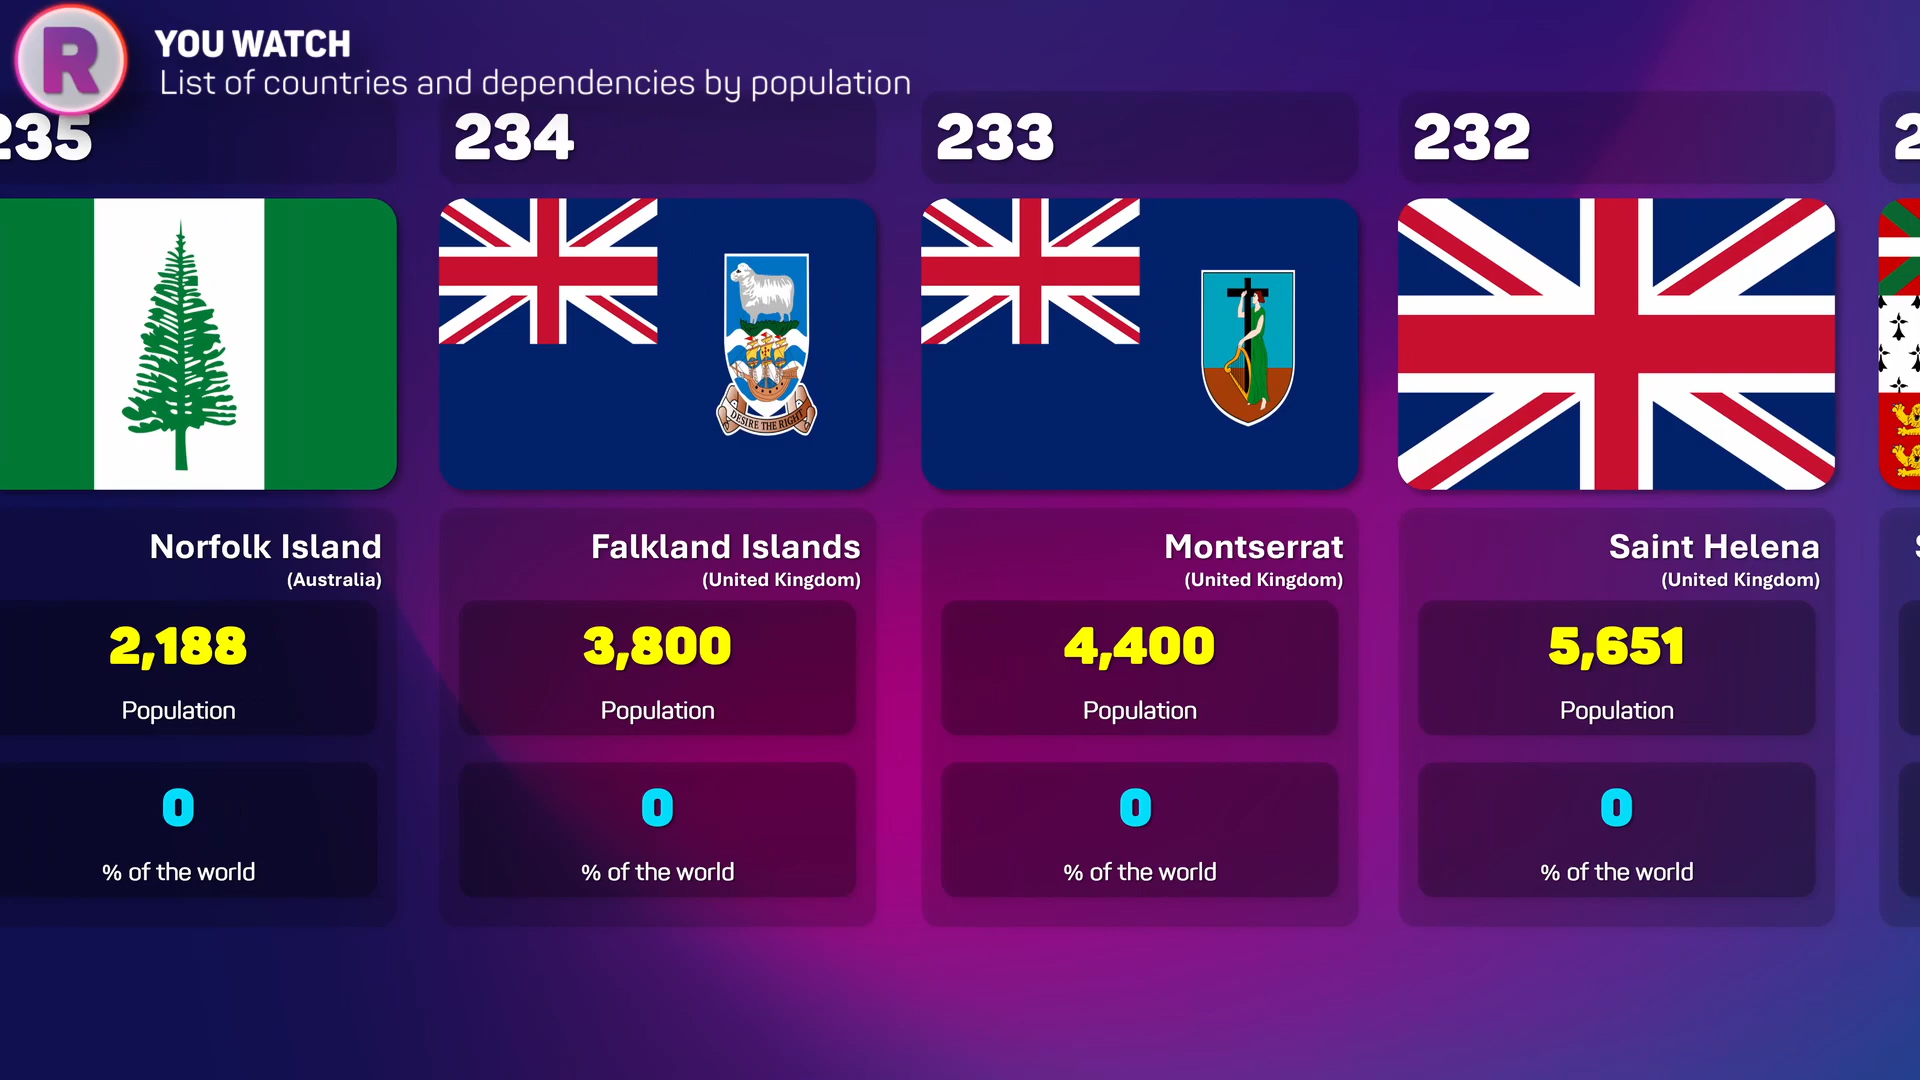 R
YOU WATCH
List of countries and dependencies by population
235
234
233
232
2
DESIRE THE RIGHT
Norfolk Island
(Australia)
Falkland Islands
(United Kingdom)
Montserrat
(United Kingdom)
Saint Helena
(United Kingdom)
2,188
Population
3,800
Population
4,400
Population
5,651
Population
0
% of the world
0
% of the world
0
% of the world
0
% of the world